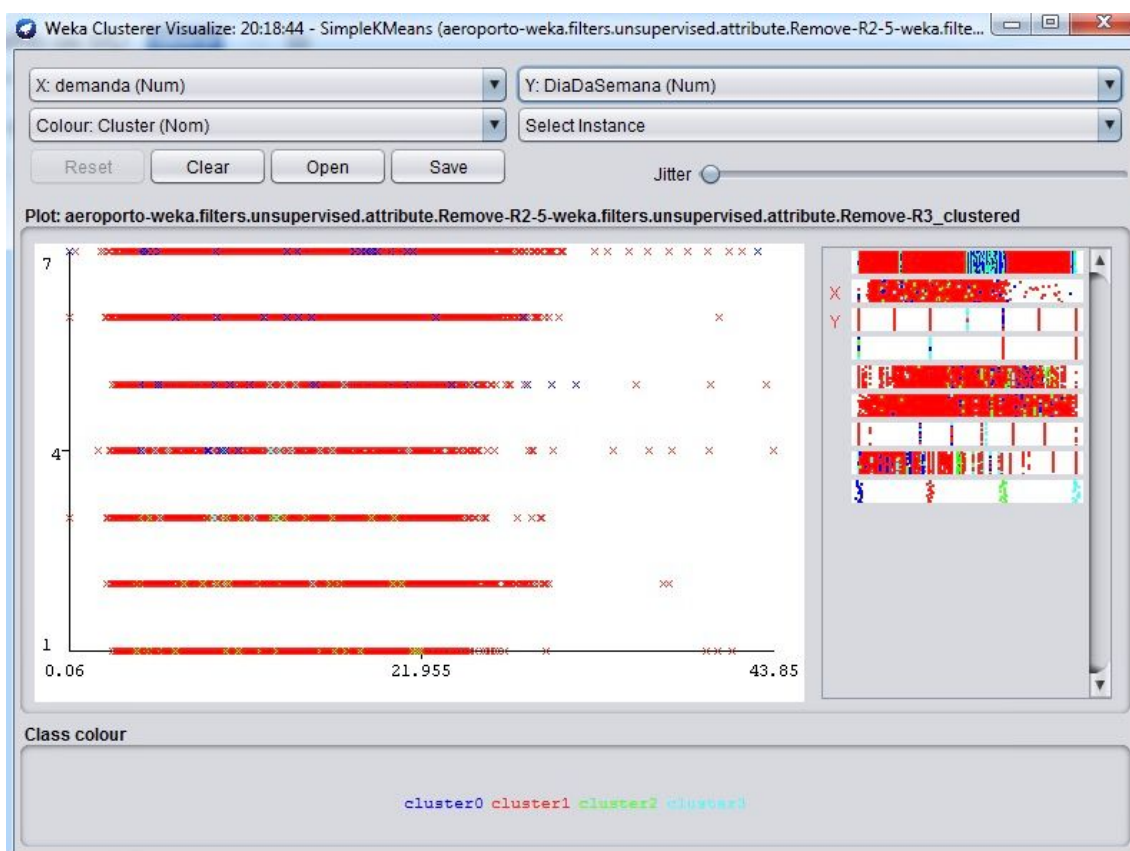 Weka Clusterer Visualize: 20:18:44 - SimpleKMeans (aeroporto-weka.filters.unsupervised.attribute.Remove-R2-5-weka.filte...
X: demanda (Num)
Y: DiaDaSemana (Num)
Colour: Cluster (Nom)
Select Instance
Reset
Clear
Open
Save
Jitter
Plot: aeroporto-weka.filters.unsupervised.attribute.Remove-R2-5-weka.filters.unsupervised.attribute.Remove-R3_clustered
7
4
1
0.06
21.955
43.85
X
Y
Class colour
cluster0 cluster1 cluster2 cluster3